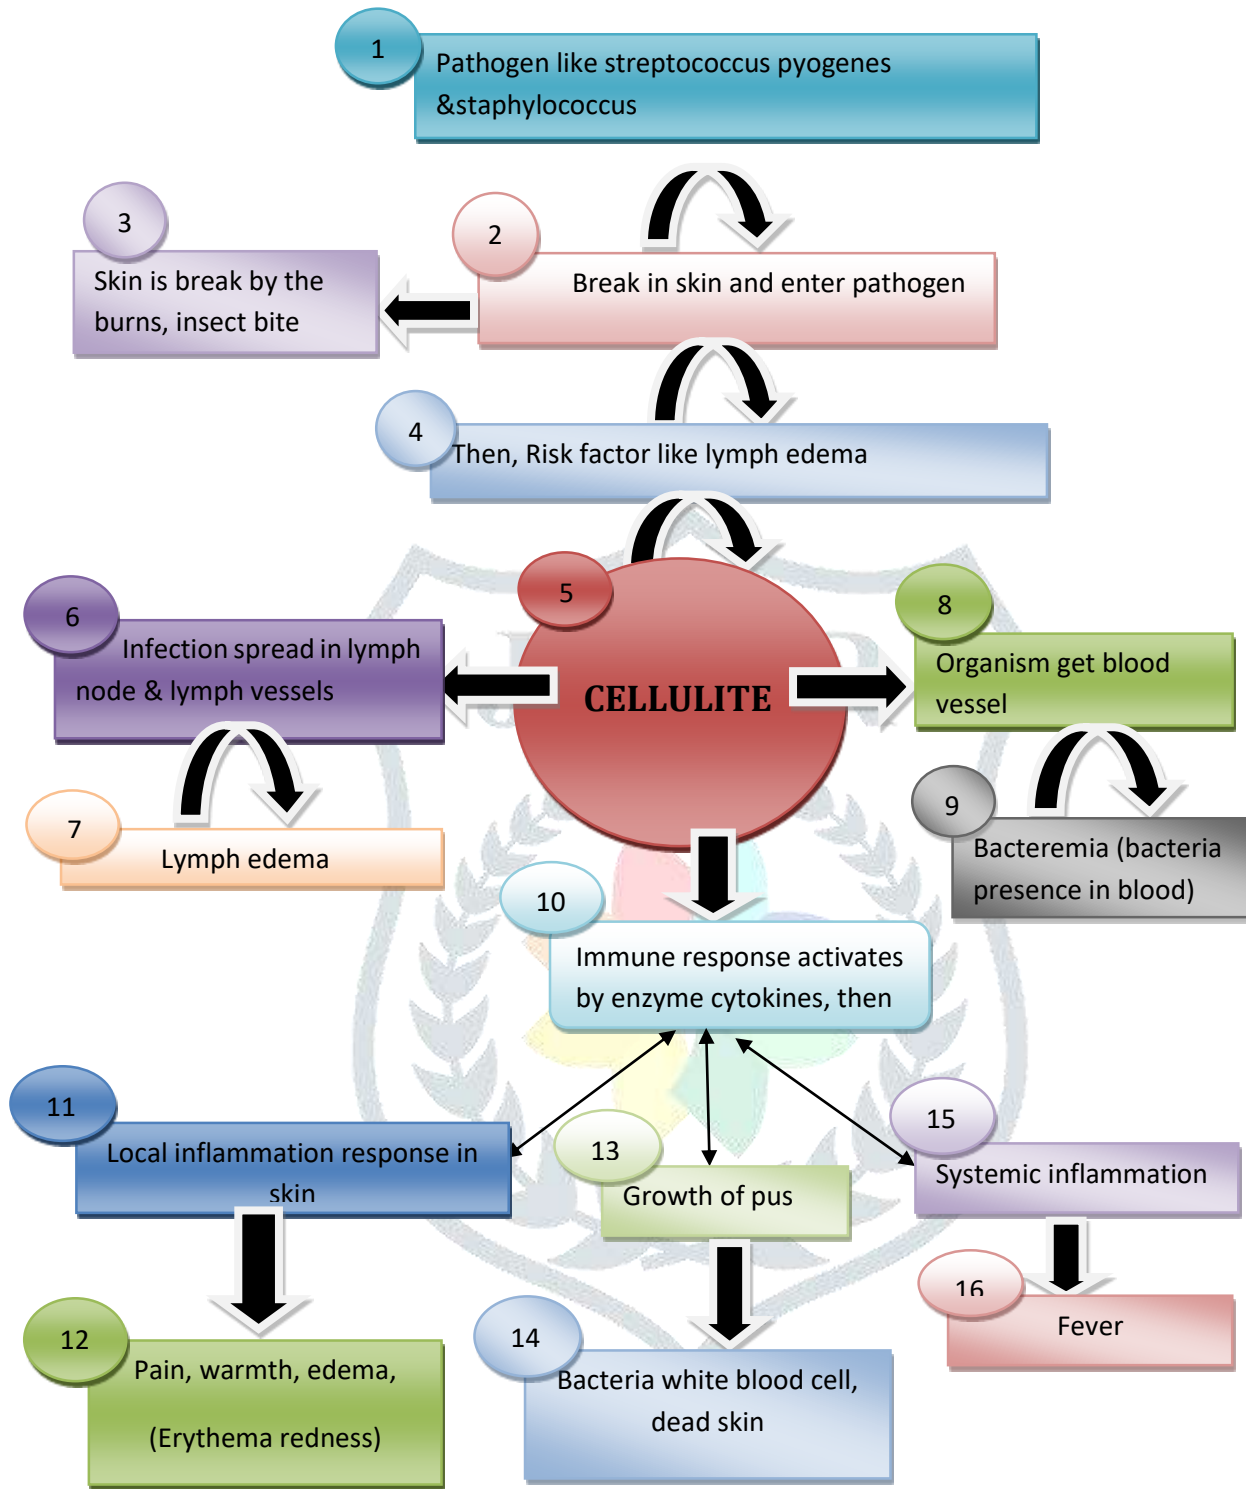 1
Pathogen like streptococcus pyogenes
&staphylococcus
3
Skin is break by the
burns, insect bite
2
Break in skin and enter pathogen
4
Then, Risk factor like lymph edema
5
CELLULITE
6
Infection spread in lymph
node & lymph vessels
7
Lymph edema
8
Organism get blood
vessel
9
Bacteremia (bacteria
presence in blood)
10
Immune response activates
by enzyme cytokines, then
11
Local inflammation response in
skin
12
Pain, warmth, edema,
(Erythema redness)
13
Growth of pus
14
Bacteria white blood cell,
dead skin
15
Systemic inflammation
16
Fever